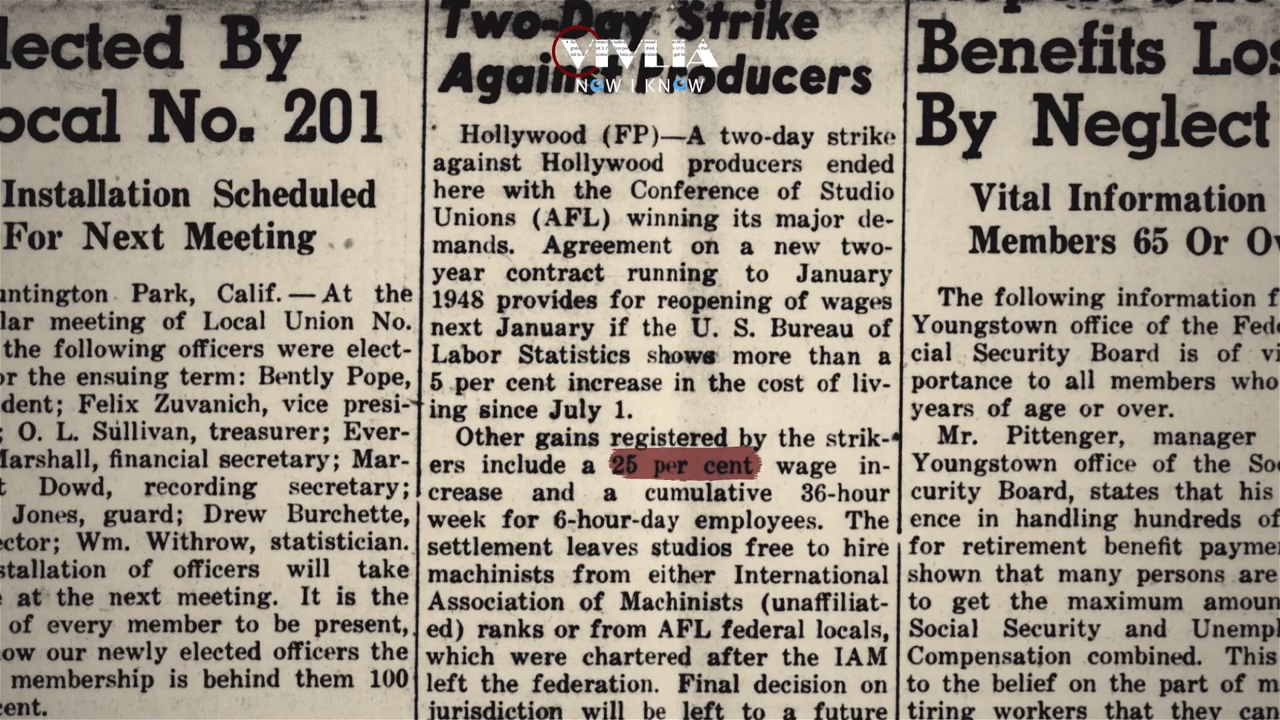 lected By
ocal No. 201
Installation Scheduled
For Next Meeting
untington Park, Calif. — At the
lar meeting of Local Union No.
the following officers were elect-
or the ensuing term: Bently Pope,
dent; Felix Zuvanich, vice presi-
; O. L. Sullivan, treasurer; Ever-
Marshall, financial secretary; Mar-
t Dowd, recording secretary;
Jones, guard; Drew Burchette,
ector; Wm. Withrow, statistician.
stallation of officers will take
e at the next meeting. It is the
of every member to be present,
ow our newly elected officers the
membership is behind them 100
cent.
Two-Day Strike
Against Producers
Hollywood (FP)—A two-day strike
against Hollywood producers ended
here with the Conference of Studio
Unions (AFL) winning its major de-
mands. Agreement on a new two-
year contract running to January
1948 provides for reopening of wages
next January if the U. S. Bureau of
Labor Statistics shows more than a
5 per cent increase in the cost of liv-
ing since July 1.
Other gains registered by the strik-
ers include a 25 per cent wage in-
crease and a cumulative 36-hour
week for 6-hour-day employees. The
settlement leaves studios free to hire
machinists from either International
Association of Machinists (unaffiliat-
ed) ranks or from AFL federal locals,
which were chartered after the IAM
left the federation. Final decision on
jurisdiction will be left to a future
Benefits Los
By Neglect
Vital Information
Members 65 Or Ov
The following information f
Youngstown office of the Fede
cial Security Board is of vi
portance to all members who
years of age or over.
Mr. Pittenger, manager
Youngstown office of the Soc
curity Board, states that his
ence in handling hundreds of
for retirement benefit payme
shown that many persons are
to get the maximum amoun
Social Security and Unempl
Compensation combined. This
to the belief on the part of m
tiring workers that they can
VIVLIA
NOW I KNOW